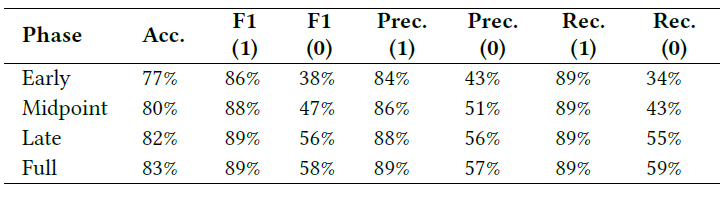 Phase Acc. F1 (1) F1 (0) Prec. (1) Prec. (0) Rec. (1) Rec. (0)
Early 77% 86% 38% 84% 43% 89% 34%
Midpoint 80% 88% 47% 86% 51% 89% 43%
Late 82% 89% 56% 88% 56% 89% 55%
Full 83% 89% 58% 89% 57% 89% 59%